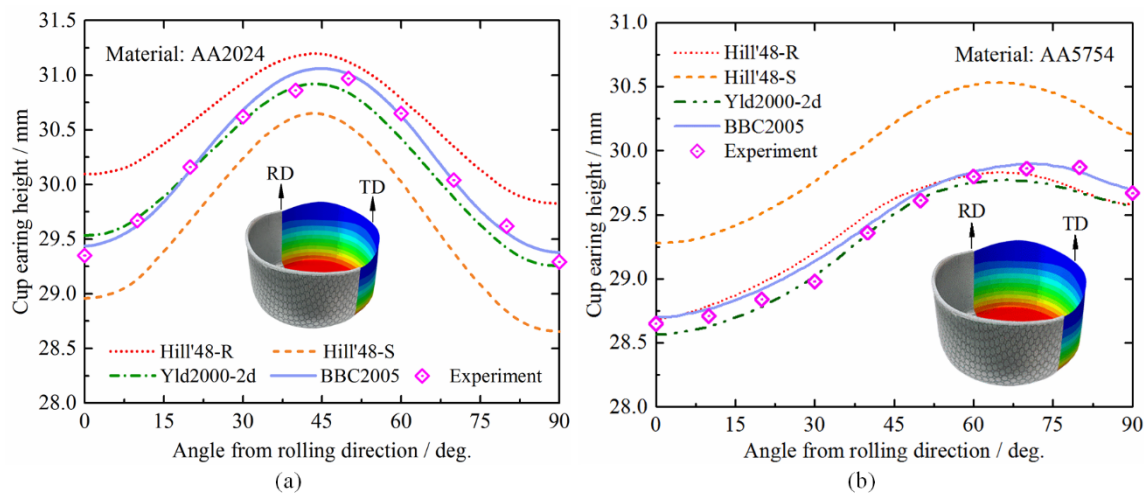 Material: AA2024
RD
TD
Hill'48-R
Hill'48-S
Yld2000-2d
BBC2005
Experiment
Cup earing height / mm
31.5
31.0
30.5
30.0
29.5
29.0
28.5
28.0
0
15
30
45
60
75
90
Angle from rolling direction / deg.
(a)
Hill'48-R
Material: AA5754
Hill'48-S
Yld2000-2d
BBC2005
Experiment
RD
TD
Cup earing height / mm
31.0
30.5
30.0
29.5
29.0
28.5
28.0
0
15
30
45
60
75
90
Angle from rolling direction / deg.
(b)